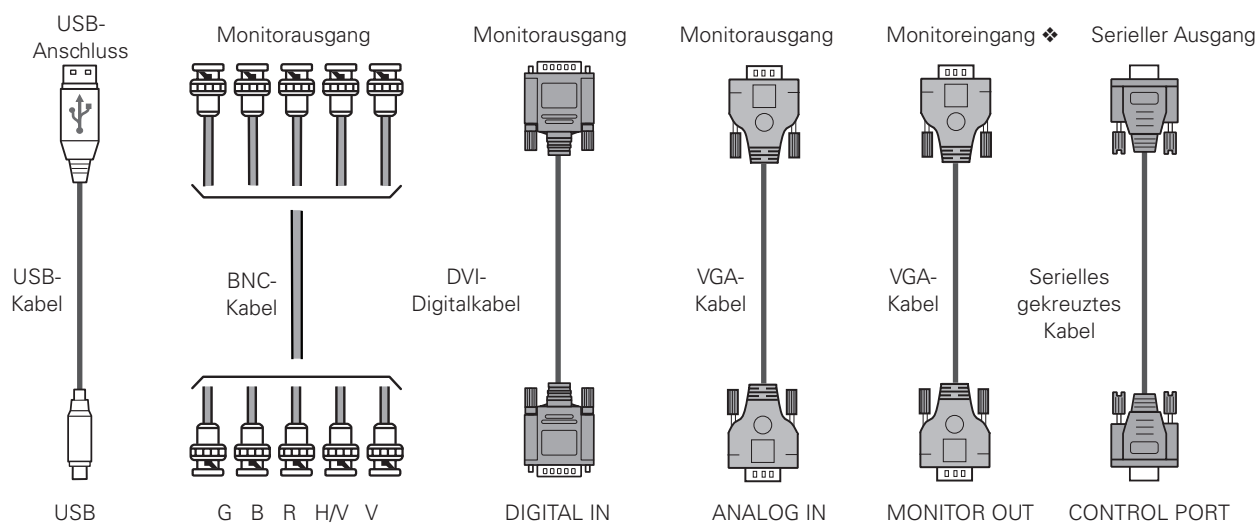 USB-
Anschluss
Monitorausgang
Monitorausgang
Monitorausgang
Monitoreingang ❖
Serieller Ausgang
USB-
Kabel
BNC-
Kabel
DVI-
Digitalkabel
VGA-
Kabel
VGA-
Kabel
Serielles
gekreuztes
Kabel
USB
G B R H/V V
DIGITAL IN
ANALOG IN
MONITOR OUT
CONTROL PORT